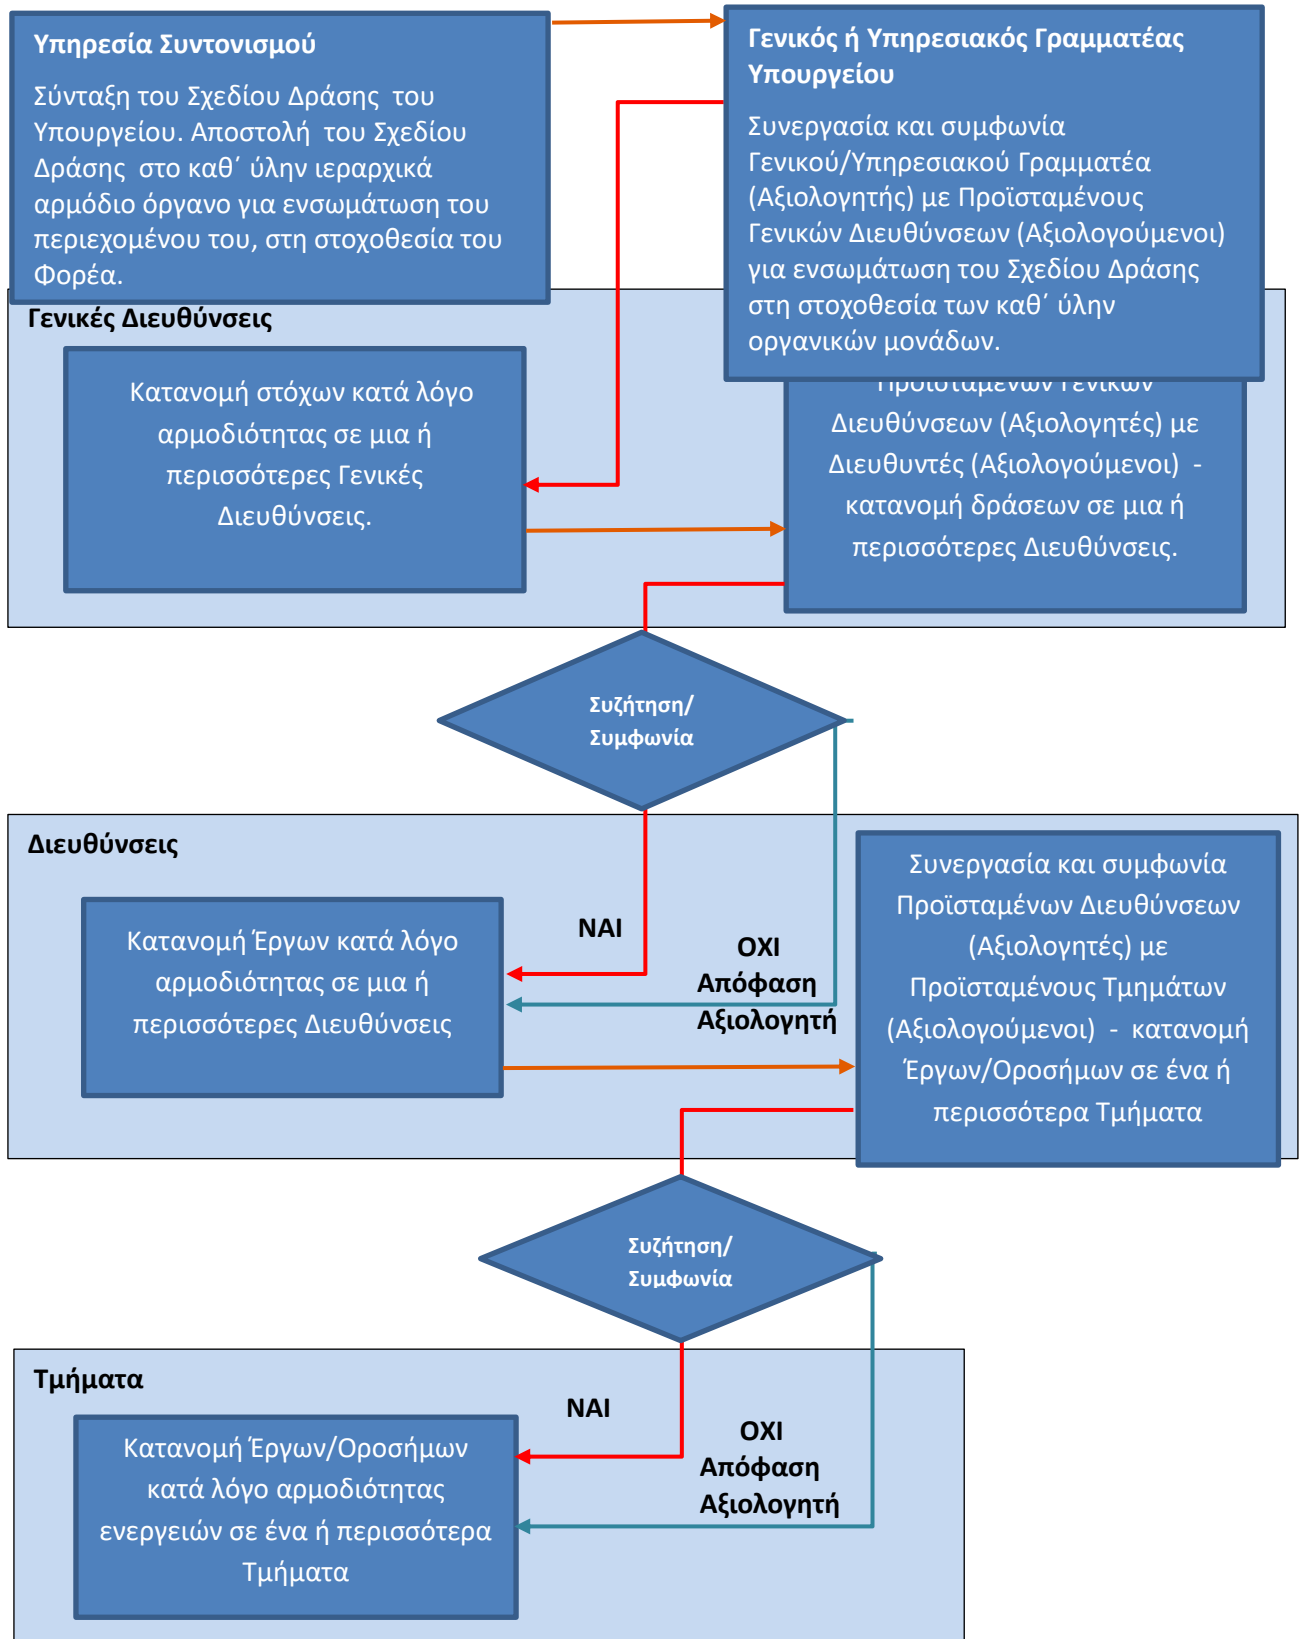 Υπηρεσία Συντονισμού
Σύνταξη του Σχεδίου Δράσης του
Υπουργείου. Αποστολή του Σχεδίου
Δράσης στο καθ΄ ύλην ιεραρχικά
αρμόδιο όργανο για ενσωμάτωση του
περιεχομένου του, στη στοχοθεσία του
Φορέα.
Γενικός ή Υπηρεσιακός Γραμματέας
Υπουργείου
Συνεργασία και συμφωνία
Γενικού/Υπηρεσιακού Γραμματέα
(Αξιολογητής) με Προϊσταμένους
Γενικών Διευθύνσεων (Αξιολογούμενοι)
για ενσωμάτωση του Σχεδίου Δράσης
στη στοχοθεσία των καθ΄ ύλην
οργανικών μονάδων.
Γενικές Διευθύνσεις
Κατανομή στόχων κατά λόγο
αρμοδιότητας σε μια ή
περισσότερες Γενικές
Διευθύνσεις.
Προϊσταμένων Γενικών
Διευθύνσεων (Αξιολογητές) με
Διευθυντές (Αξιολογούμενοι) -
κατανομή δράσεων σε μια ή
περισσότερες Διευθύνσεις.
Συζήτηση/
Συμφωνία
Διευθύνσεις
Κατανομή Έργων κατά λόγο
αρμοδιότητας σε μια ή
περισσότερες Διευθύνσεις
ΝΑΙ
ΟΧΙ
Απόφαση
Αξιολογητή
Συνεργασία και συμφωνία
Προϊσταμένων Διευθύνσεων
(Αξιολογητές) με
Προϊσταμένους Τμημάτων
(Αξιολογούμενοι) - κατανομή
Έργων/Οροσήμων σε ένα ή
περισσότερα Τμήματα
Συζήτηση/
Συμφωνία
Τμήματα
Κατανομή Έργων/Οροσήμων
κατά λόγο αρμοδιότητας
ενεργειών σε ένα ή περισσότερα
Τμήματα
ΝΑΙ
ΟΧΙ
Απόφαση
Αξιολογητή